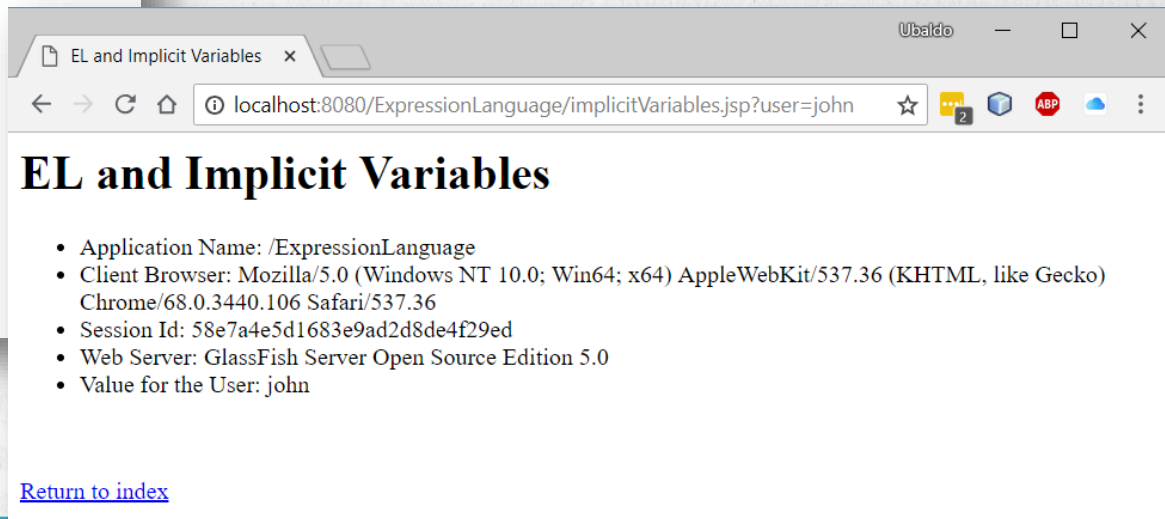 Ubaldo
EL and Implicit Variables
localhost:8080/ExpressionLanguage/implicitVariables.jsp?user=john
2
ABP
EL and Implicit Variables
• Application Name: /ExpressionLanguage
• Client Browser: Mozilla/5.0 (Windows NT 10.0; Win64; x64) AppleWebKit/537.36 (KHTML, like Gecko)
Chrome/68.0.3440.106 Safari/537.36
• Session Id: 58e7a4e5d1683e9ad2d8de4f29ed
• Web Server: GlassFish Server Open Source Edition 5.0
• Value for the User: john
Return to index